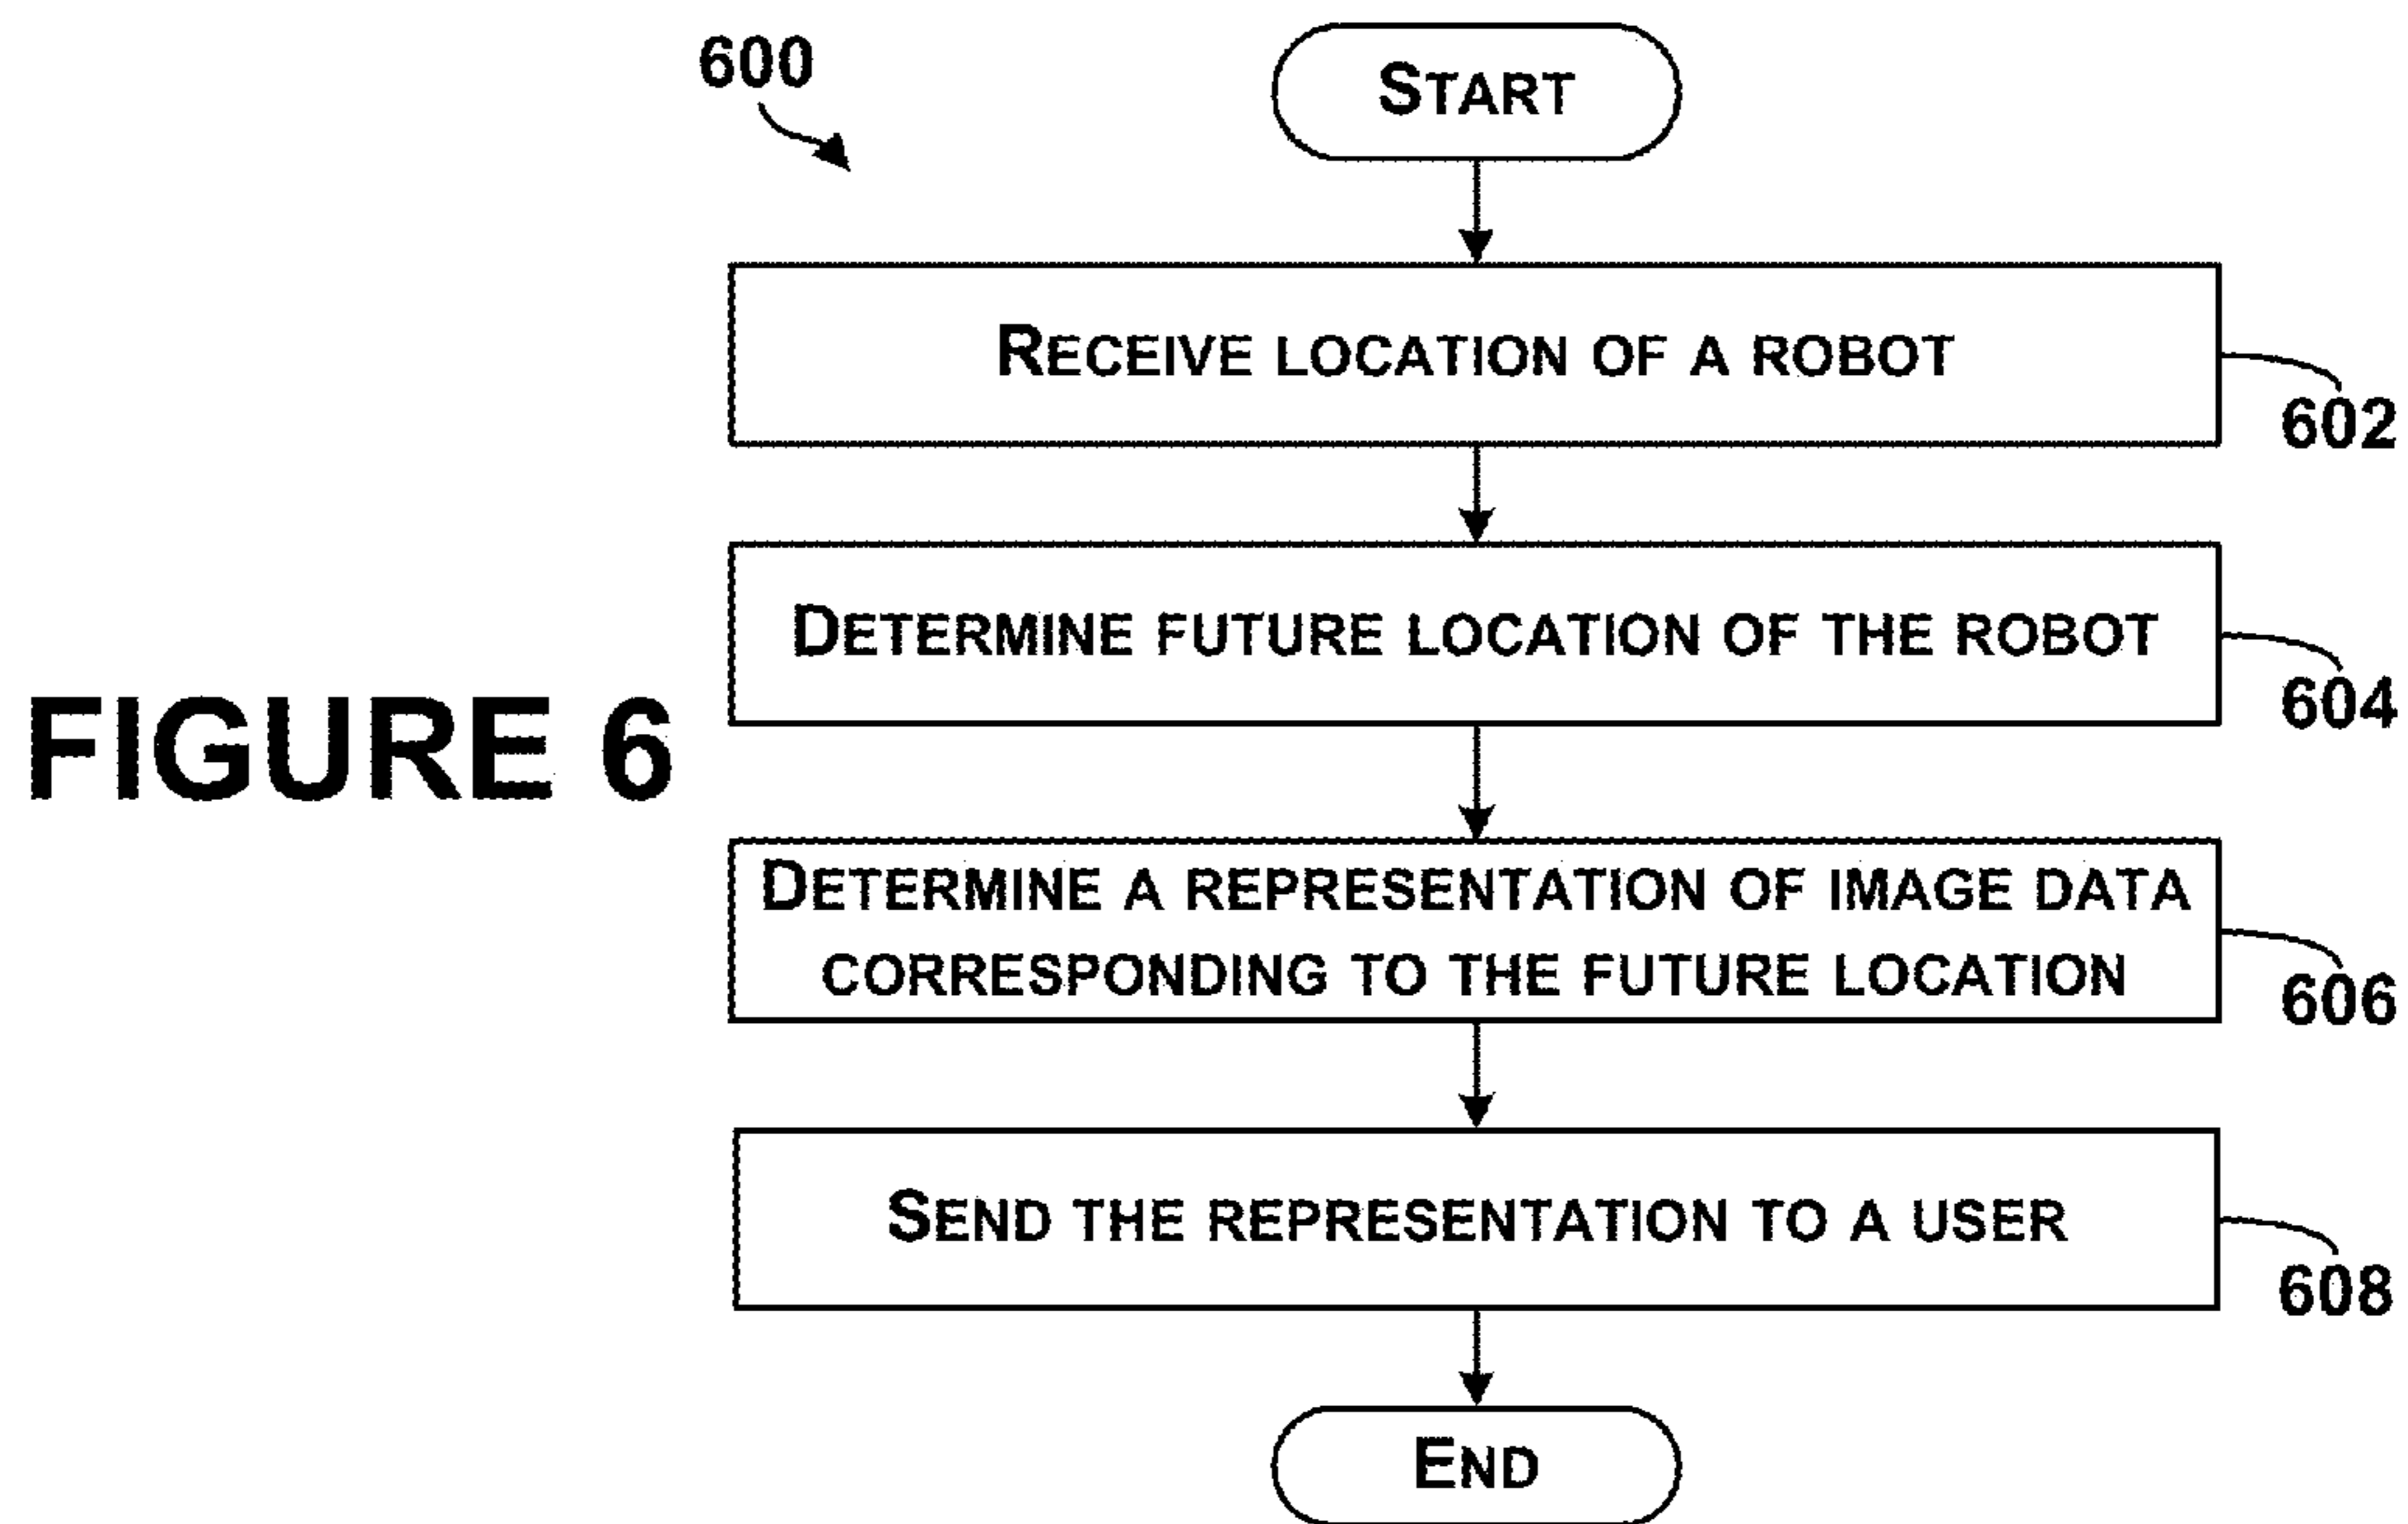 600
START
RECEIVE LOCATION OF A ROBOT
602
DETERMINE FUTURE LOCATION OF THE ROBOT
604
FIGURE 6
DETERMINE A REPRESENTATION OF IMAGE DATA
CORRESPONDING TO THE FUTURE LOCATION
606
SEND THE REPRESENTATION TO A USER
608
END